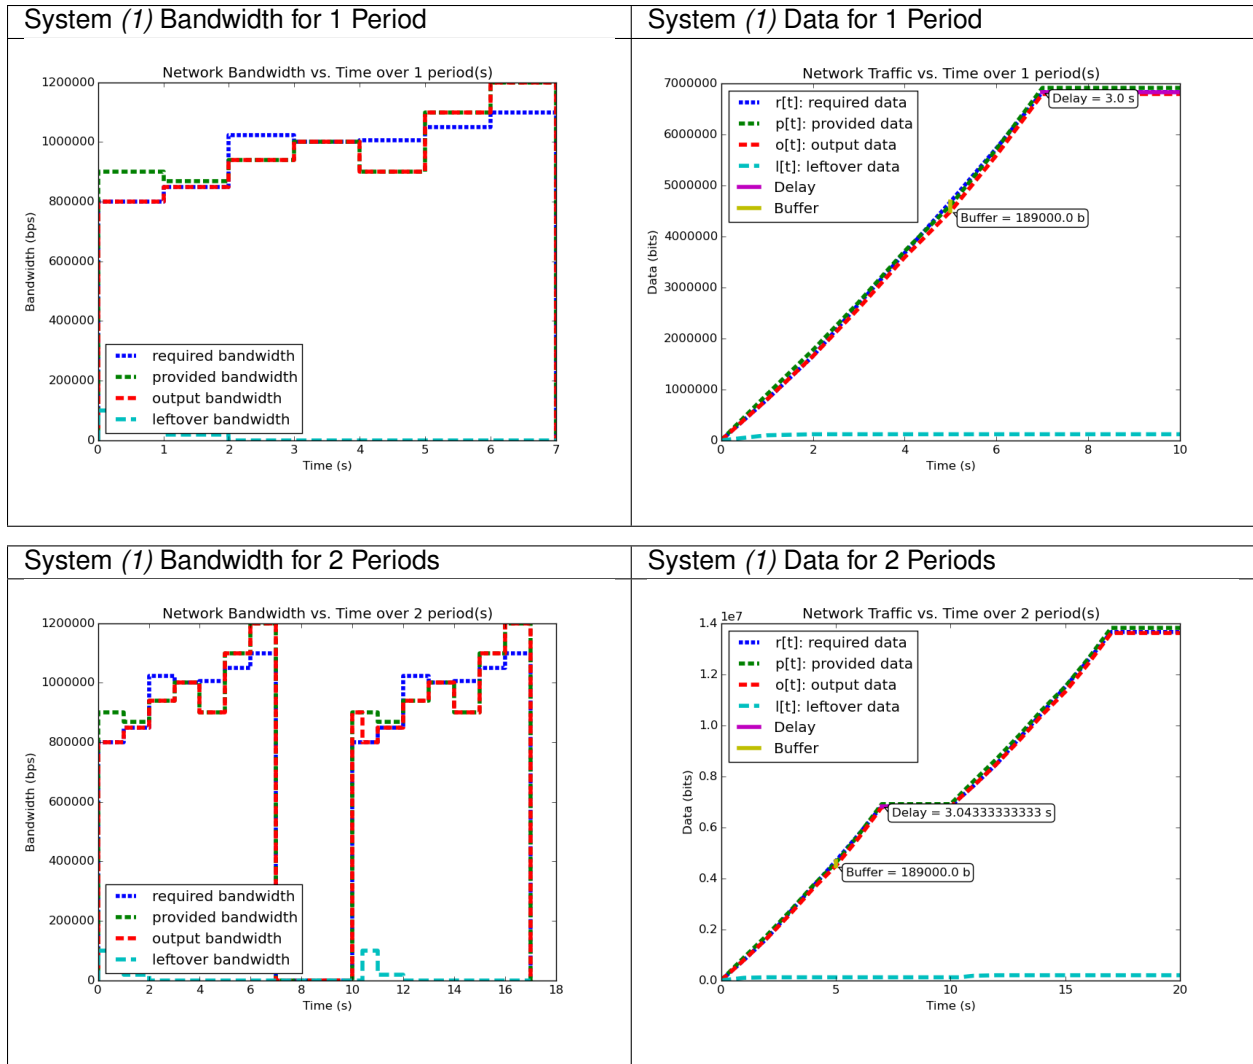 System (1) Bandwidth for 1 Period
System (1) Data for 1 Period
Network Bandwidth vs. Time over 1 period(s)
1200000
1000000
800000
600000
400000
200000
0
Bandwidth (bps)
required bandwidth
provided bandwidth
output bandwidth
leftover bandwidth
0 1 2 3 4 5 6 7
Time (s)
Network Traffic vs. Time over 1 period(s)
7000000
6000000
5000000
4000000
3000000
2000000
1000000
0
Data (bits)
r[t]: required data
p[t]: provided data
o[t]: output data
l[t]: leftover data
Delay
Buffer
Delay = 3.0 s
Buffer = 189000.0 b
0 2 4 6 8 10
Time (s)
System (1) Bandwidth for 2 Periods
System (1) Data for 2 Periods
Network Bandwidth vs. Time over 2 period(s)
1200000
1000000
800000
600000
400000
200000
0
Bandwidth (bps)
required bandwidth
provided bandwidth
output bandwidth
leftover bandwidth
0 2 4 6 8 10 12 14 16 18
Time (s)
Network Traffic vs. Time over 2 period(s)
1e7
1.4
1.2
1.0
0.8
0.6
0.4
0.2
0.0
Data (bits)
r[t]: required data
p[t]: provided data
o[t]: output data
l[t]: leftover data
Delay
Buffer
Delay = 3.04333333333 s
Buffer = 189000.0 b
0 5 10 15 20
Time (s)